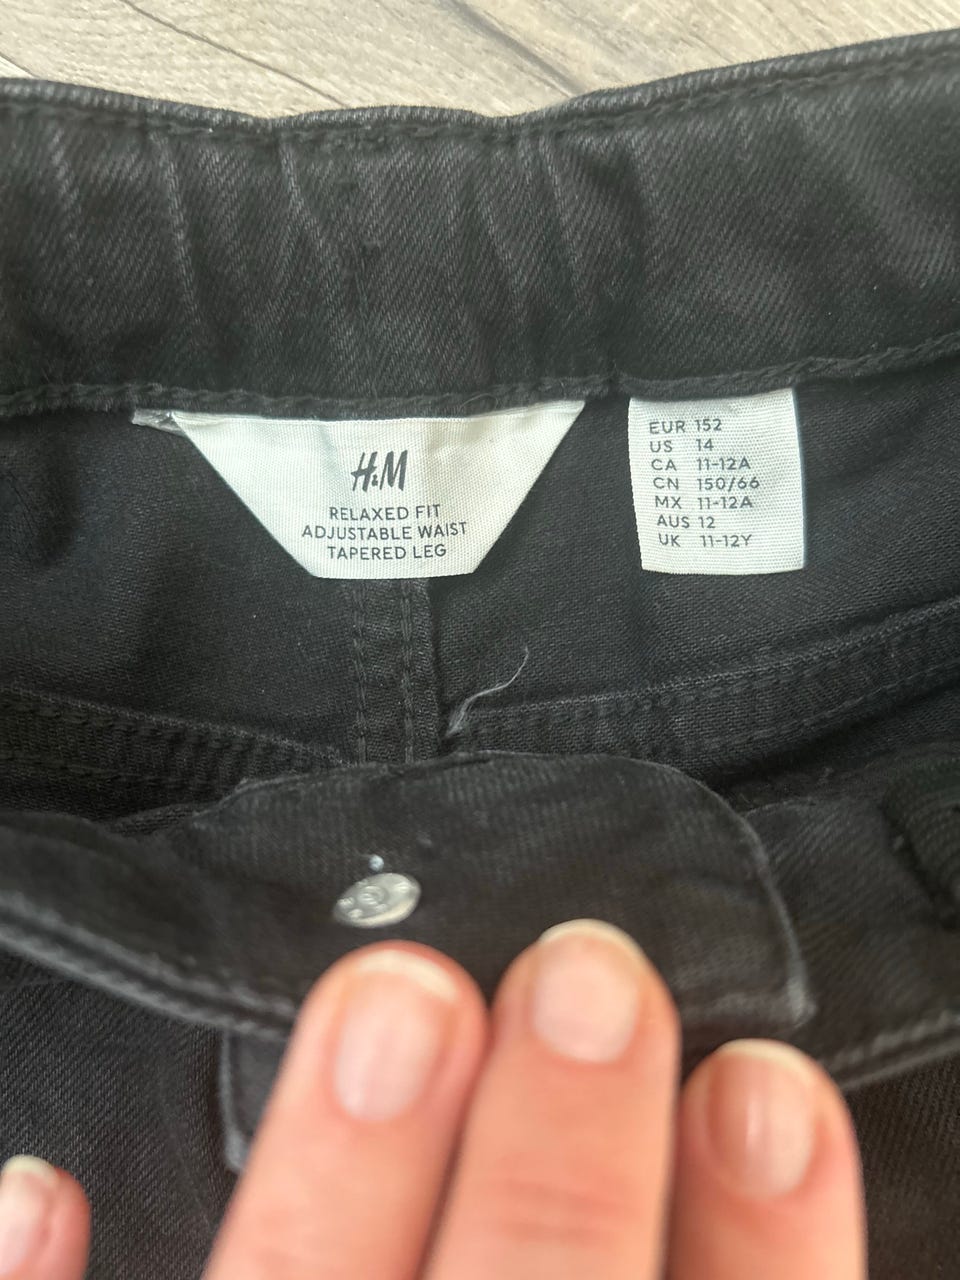 H&M
RELAXED FIT
ADJUSTABLE WAIST
TAPERED LEG
EUR 152
US 14
CA 11-12A
CN 150/66
MX 11-12A
AUS 12
UK 11-12Y